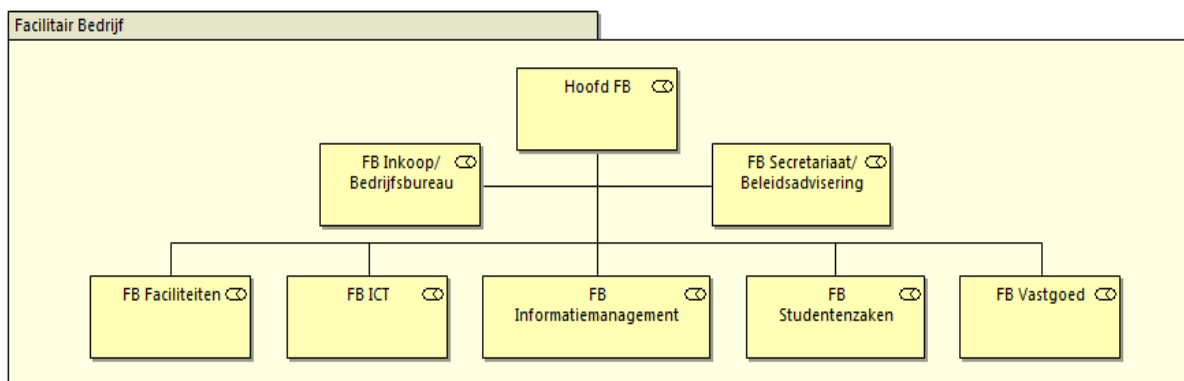 Facilitair Bedrijf
Hoofd FB
FB Inkoop/
Bedrijfsbureau
FB Secretariaat/
Beleidsadvisering
FB Faciliteiten
FB ICT
FB
Informatiemanagement
FB
Studentenzaken
FB Vastgoed